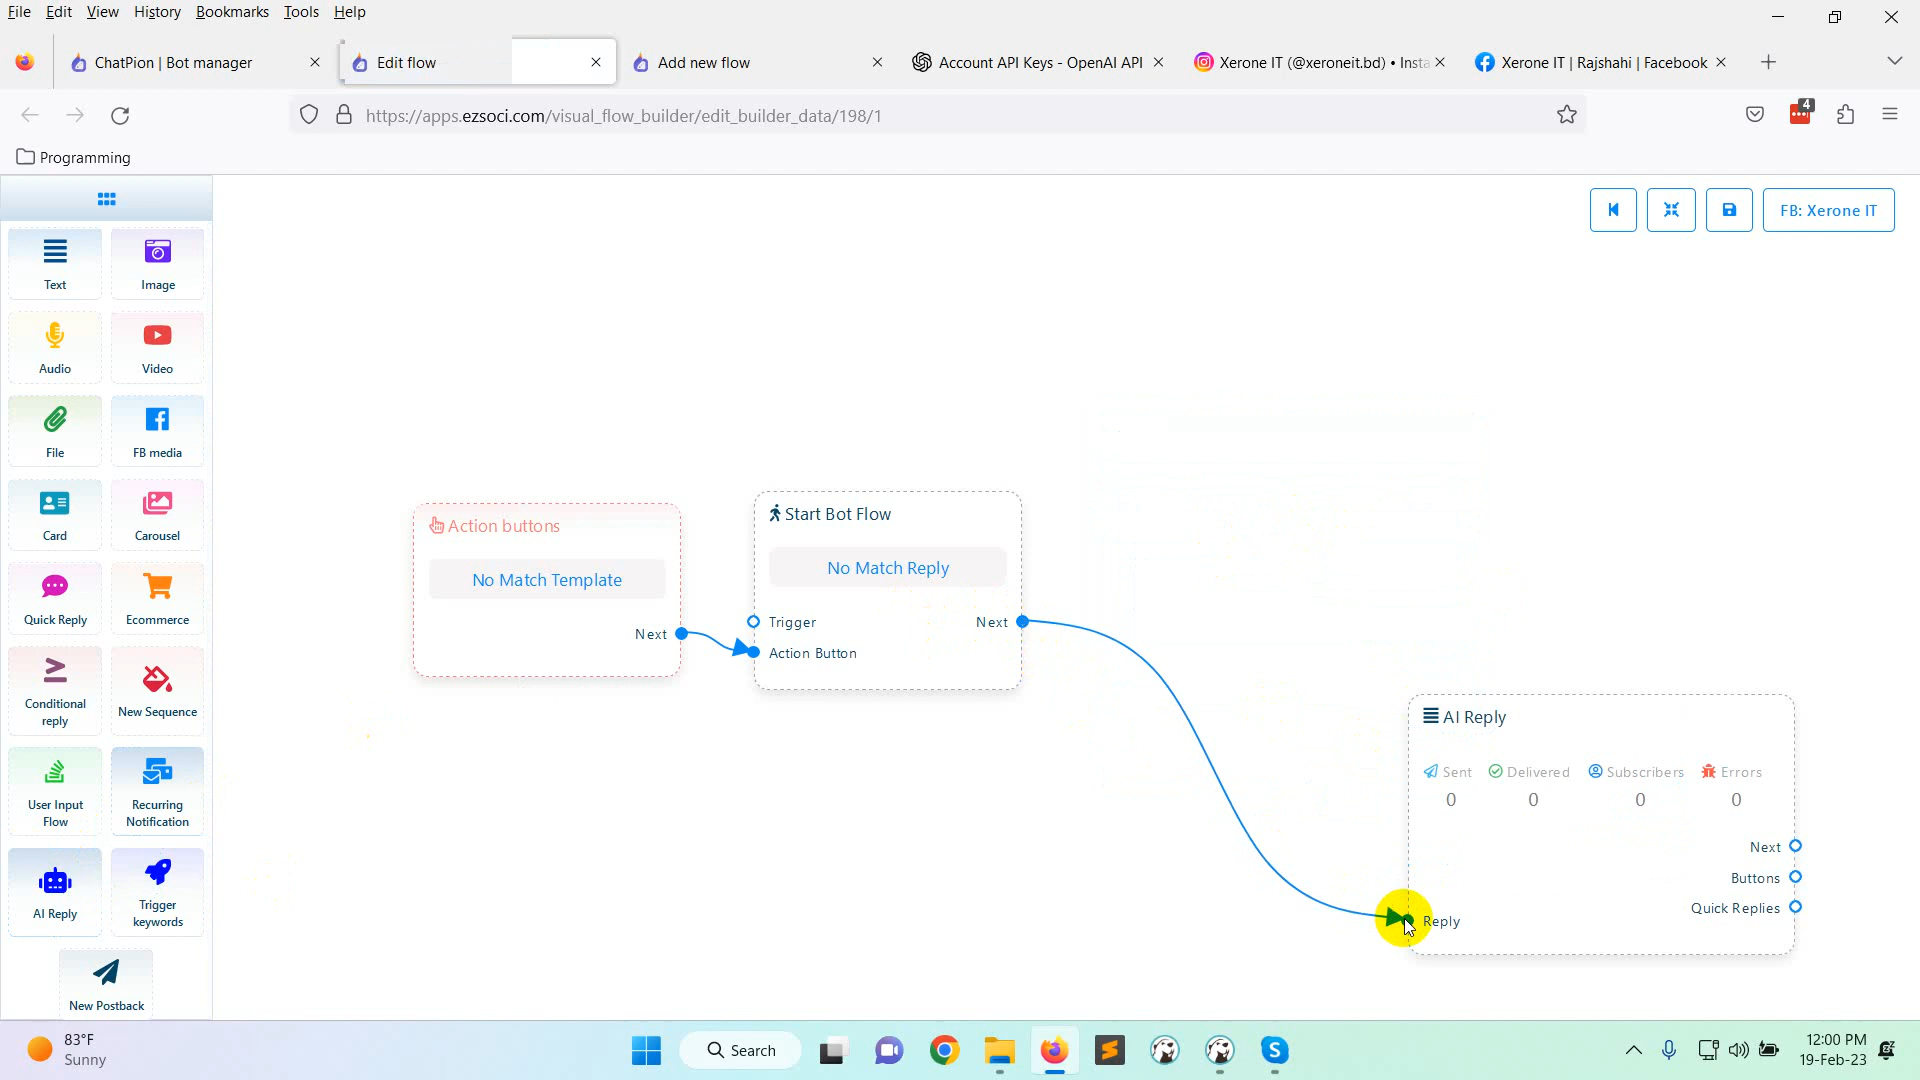 File Edit View History Bookmarks Tools Help
ChatPion | Bot manager
Edit flow
Add new flow
Account API Keys - OpenAI API
Xerone IT (@xeroneit.bd) • Insta
Xerone IT | Rajshahi | Facebook
https://apps.ezsoci.com/visual_flow_builder/edit_builder_data/198/1
4
Programming
FB: Xerone IT
Text
Image
Audio
Video
File
FB media
Card
Carousel
Quick Reply
Ecommerce
Conditional
reply
New Sequence
User Input
Flow
Recurring
Notification
AI Reply
Trigger
keywords
New Postback
Action buttons
No Match Template
Next
Start Bot Flow
No Match Reply
Trigger
Next
Action Button
AI Reply
Sent Delivered Subscribers Errors
0 0 0 0
Next
Buttons
Quick Replies
Reply
83°F
Sunny
Search
12:00 PM
19-Feb-23